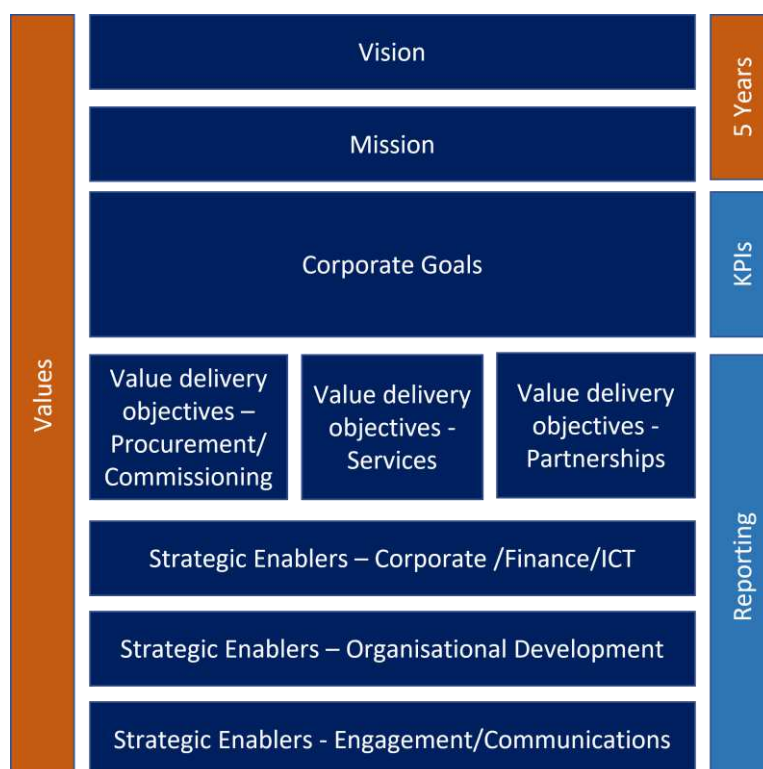 Vision
5 Years
Mission
Corporate Goals
KPIs
Values
Value delivery
objectives –
Procurement/
Commissioning
Value delivery
objectives -
Services
Value delivery
objectives -
Partnerships
Reporting
Strategic Enablers – Corporate /Finance/ICT
Strategic Enablers – Organisational Development
Strategic Enablers - Engagement/Communications